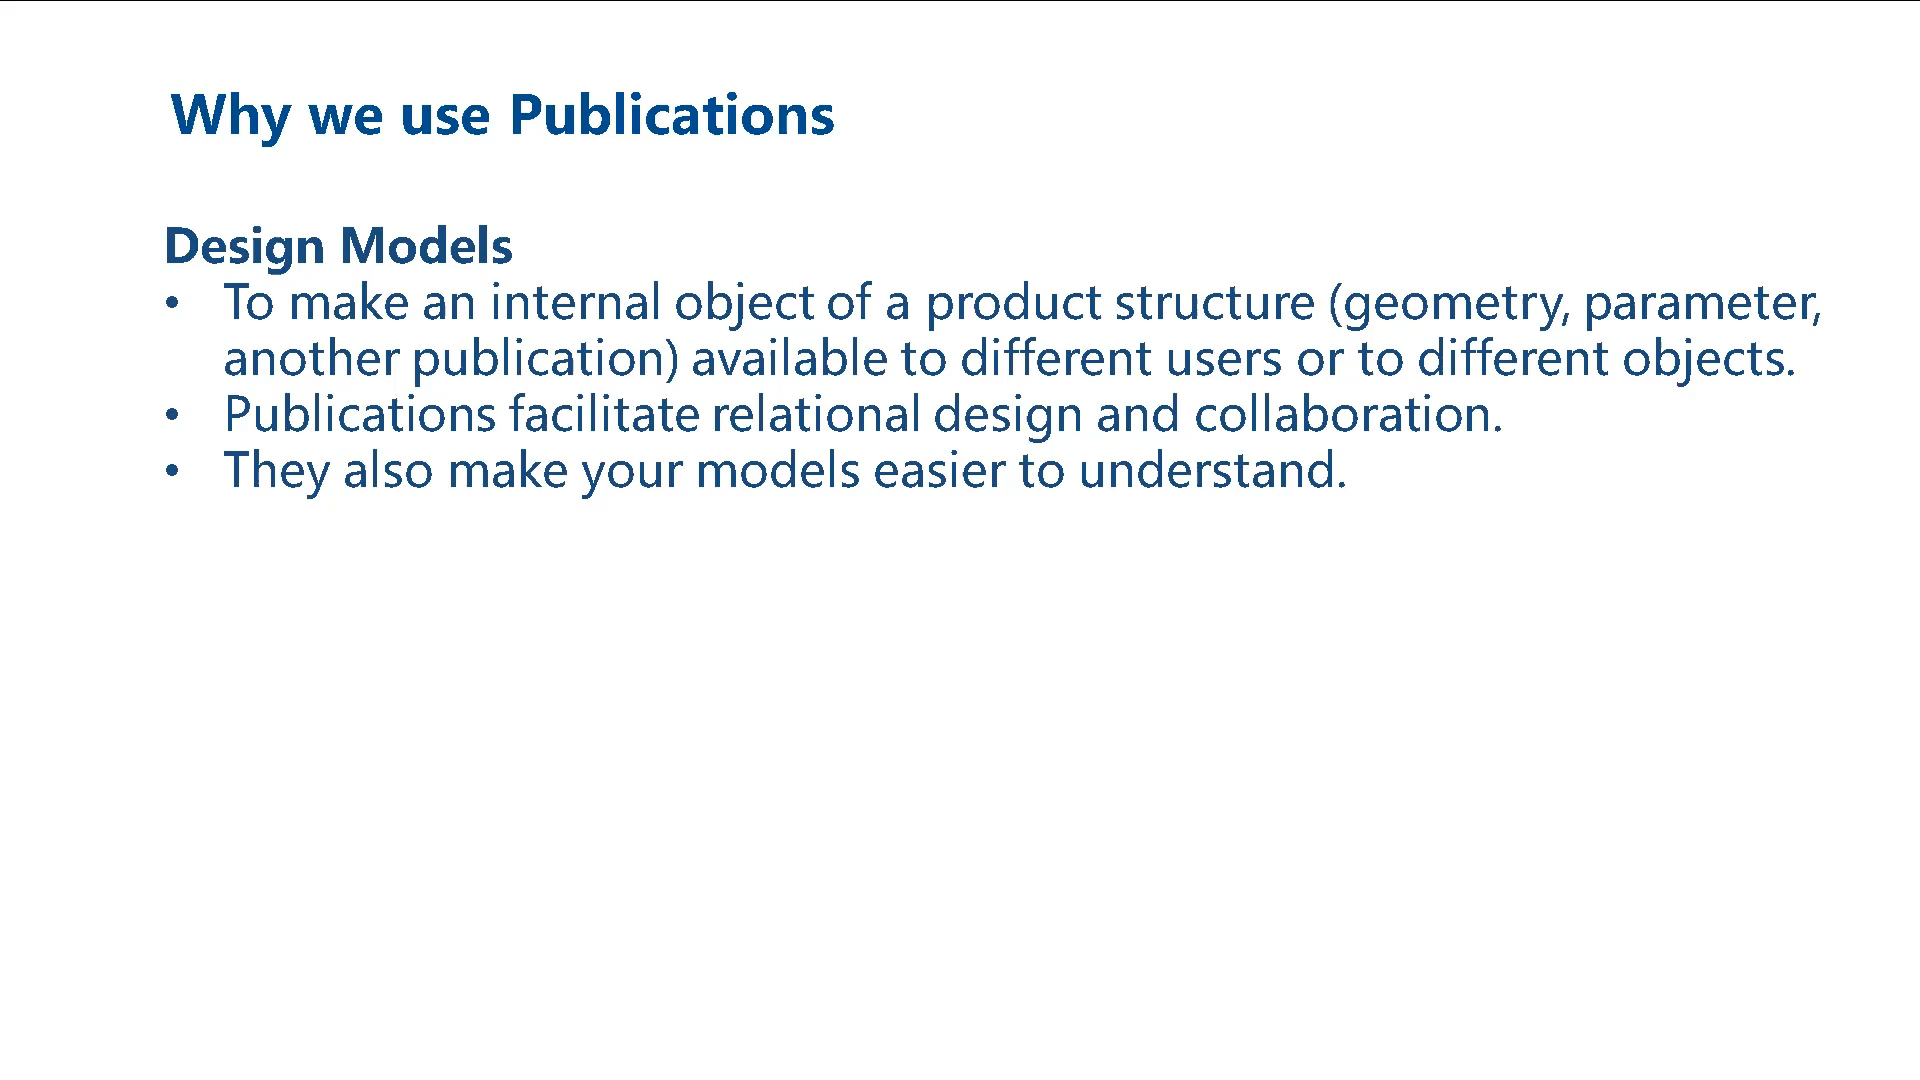 Why we use Publications
Design Models
• To make an internal object of a product structure (geometry, parameter,
another publication) available to different users or to different objects.
• Publications facilitate relational design and collaboration.
• They also make your models easier to understand.